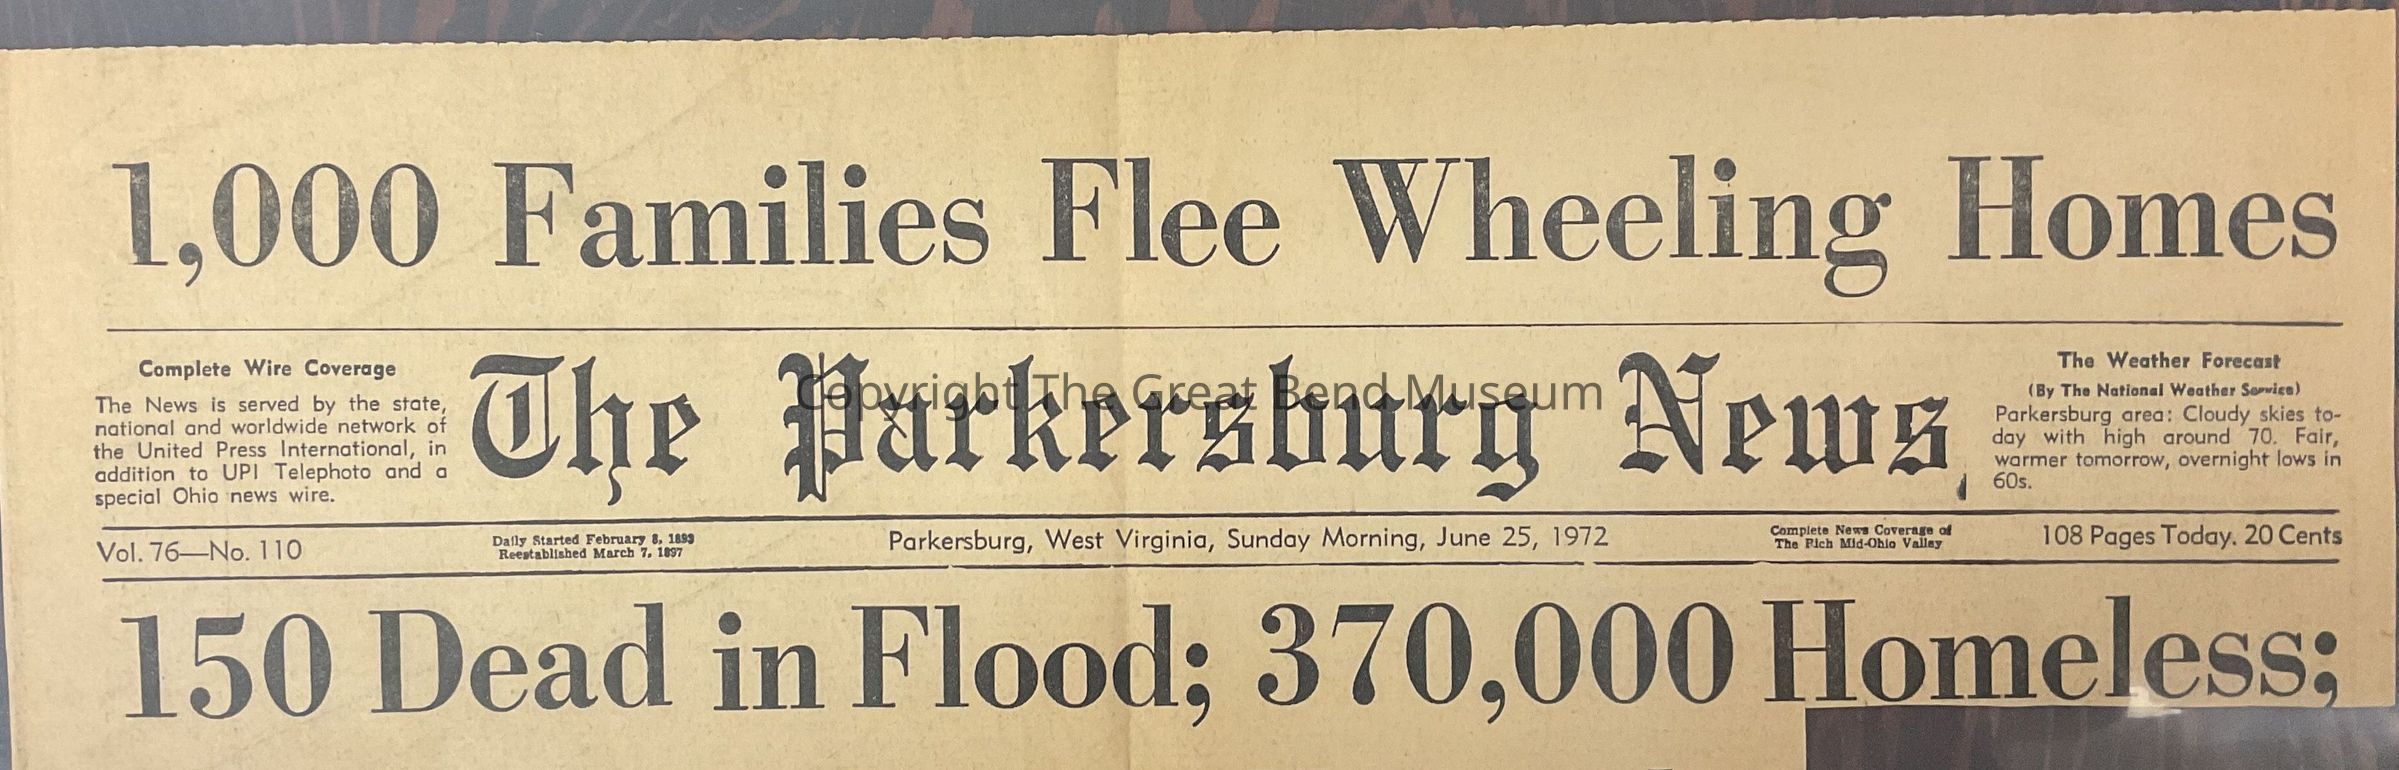 1,000 Families Flee Wheeling Homes
Complete Wire Coverage
The News is served by the state,
national and worldwide network of
the United Press International, in
addition to UPI Telephoto and a
special Ohio news wire.
The Parkersburg News
Copyright The Great Bend Museum
The Weather Forecast
(By The National Weather Service)
Parkersburg area: Cloudy skies to-
day with high around 70. Fair,
warmer tomorrow, overnight lows in
60s.
Vol. 76—No. 110
Daily Started February 8, 1893
Reestablished March 7, 1897
Parkersburg, West Virginia, Sunday Morning, June 25, 1972
Complete News Coverage of
The Rich Mid-Ohio Valley
108 Pages Today. 20 Cents
150 Dead in Flood; 370,000 Homeless;